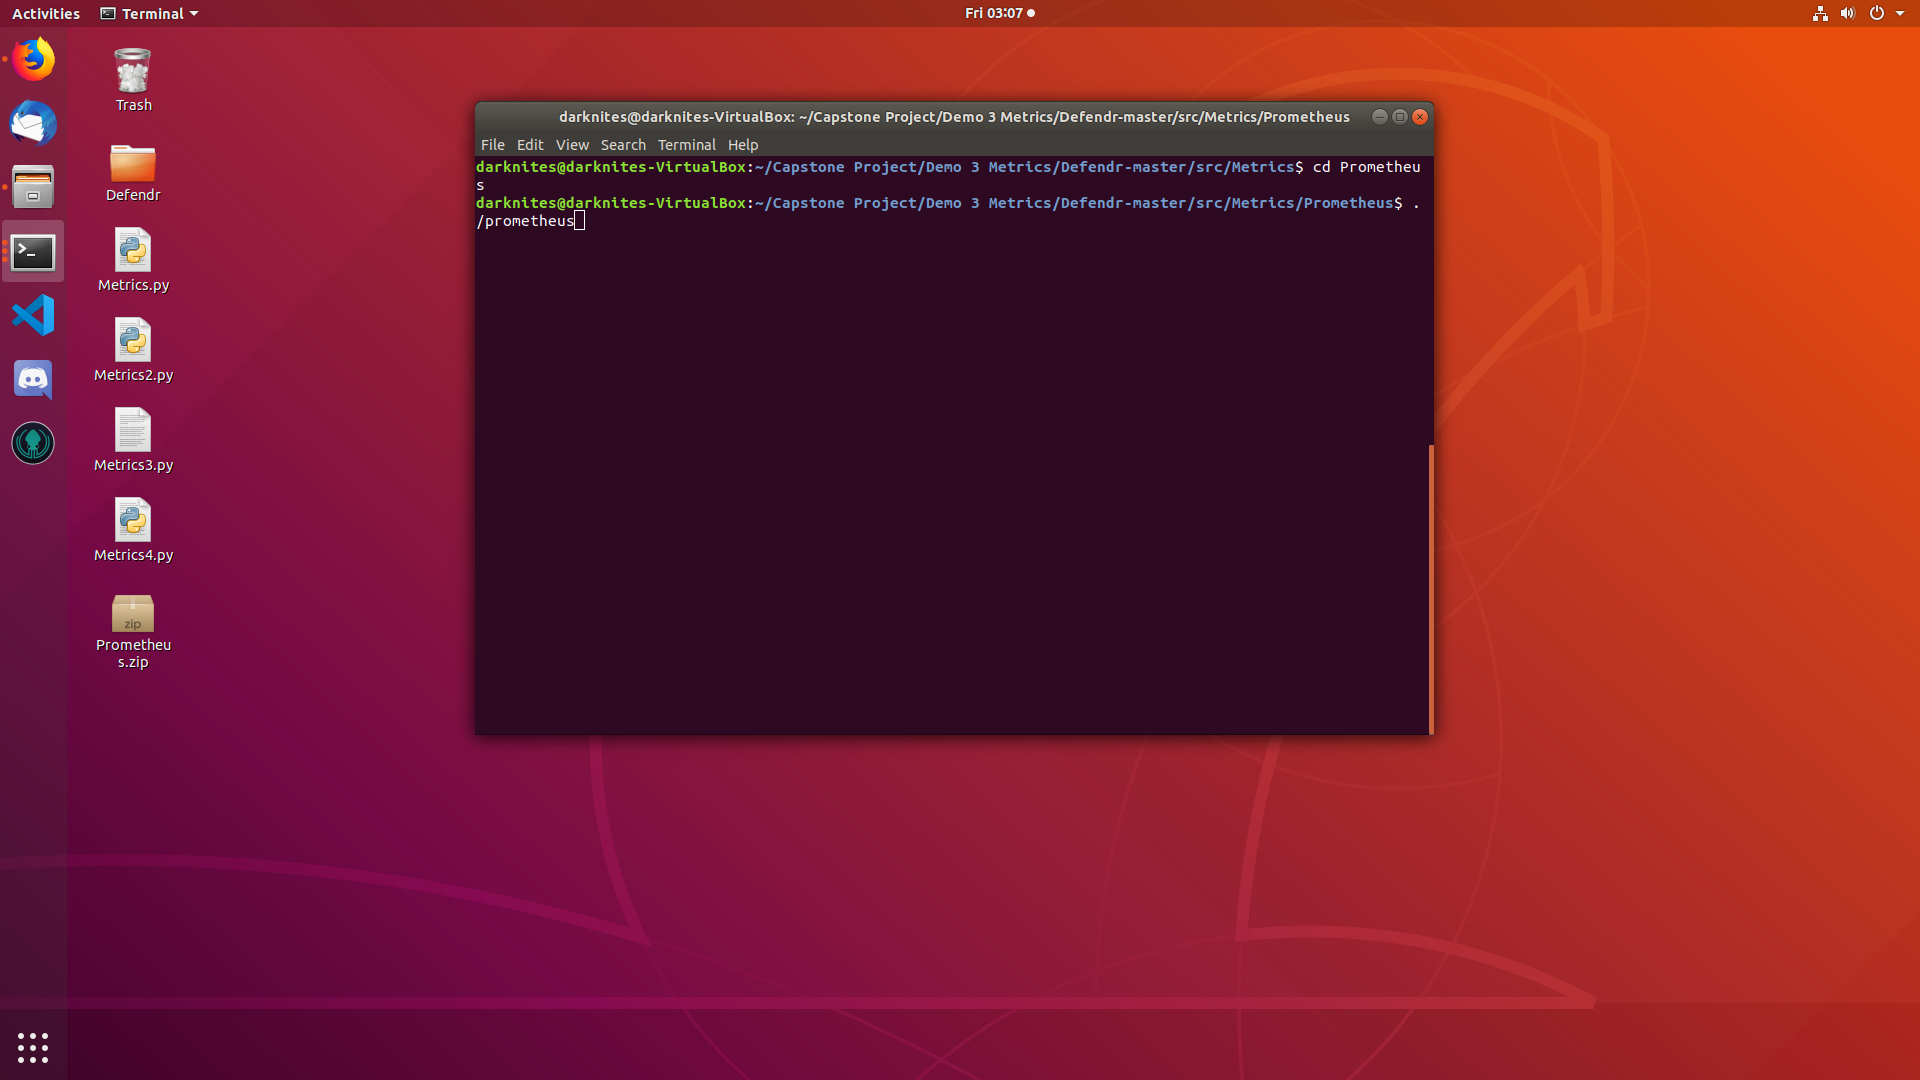 Activities Terminal Fri 03:07
Trash
Defendr
Metrics.py
Metrics2.py
Metrics3.py
Metrics4.py
zip
Prometheu
s.zip
darknites@darknites-VirtualBox: ~/Capstone Project/Demo 3 Metrics/Defendr-master/src/Metrics/Prometheus
File Edit View Search Terminal Help
darknites@darknites-VirtualBox:~/Capstone Project/Demo 3 Metrics/Defendr-master/src/Metrics$ cd Prometheu
s
darknites@darknites-VirtualBox:~/Capstone Project/Demo 3 Metrics/Defendr-master/src/Metrics/Prometheus$ .
/prometheus